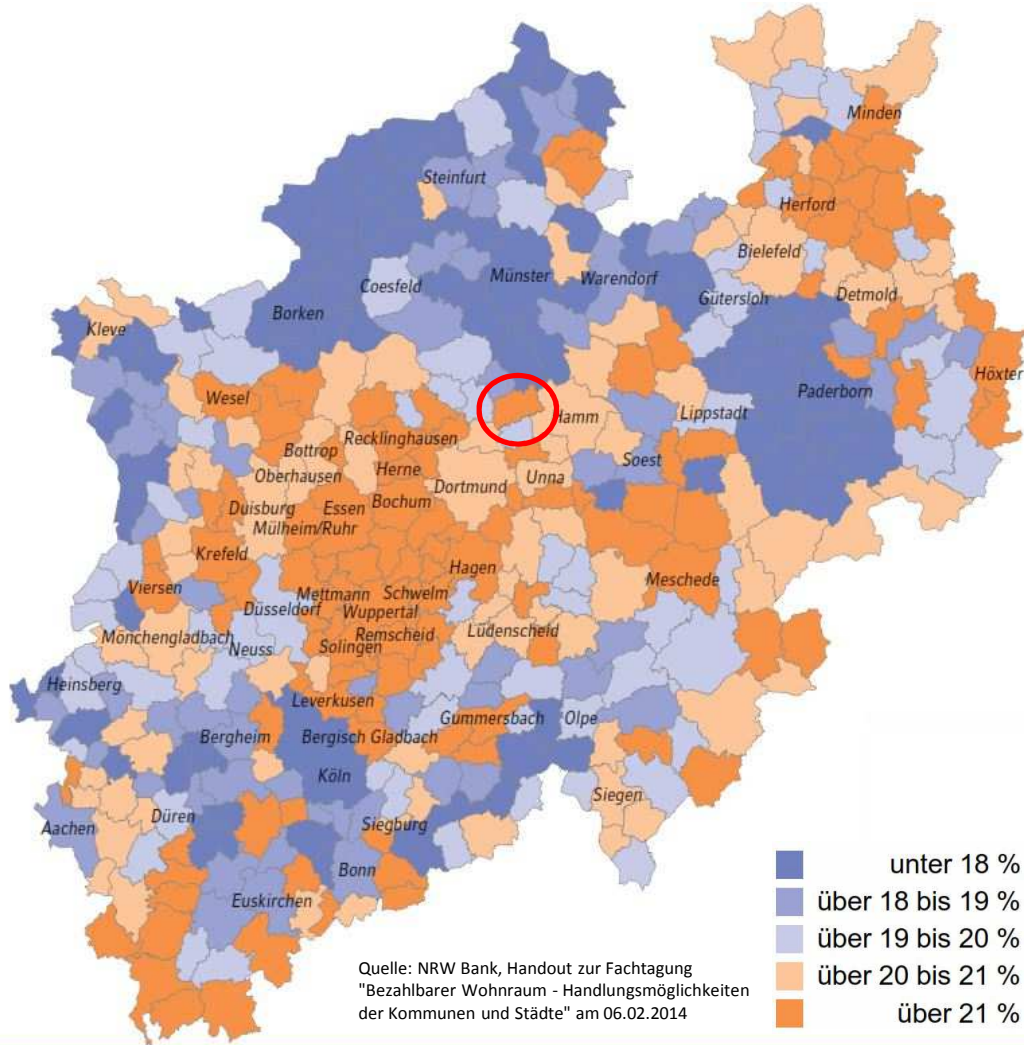 Minden
Steinfurt
Herford
Bielefeld
Münster
Warendorf
Coesfeld
Gütersloh
Detmold
Borken
Kleve
Höxter
Paderborn
Wesel
Lippstadt
Hamm
Recklinghausen
Bottrop
Soest
Herne
Oberhausen
Unna
Dortmund
Bochum
Essen
Duisburg
Mülheim/Ruhr
Krefeld
Hagen
Meschede
Viersen
Mettmann
Schwelm
Düsseldorf
Wuppertal
Lüdenscheid
Mönchengladbach
Remscheid
Neuss
Solingen
Heinsberg
Leverkusen
Gummersbach
Olpe
Bergheim
Bergisch Gladbach
Köln
Siegen
Düren
Siegburg
Aachen
Bonn
Euskirchen
unter 18 %
über 18 bis 19 %
über 19 bis 20 %
über 20 bis 21 %
über 21 %
Quelle: NRW Bank, Handout zur Fachtagung
"Bezahlbarer Wohnraum - Handlungsmöglichkeiten
der Kommunen und Städte" am 06.02.2014